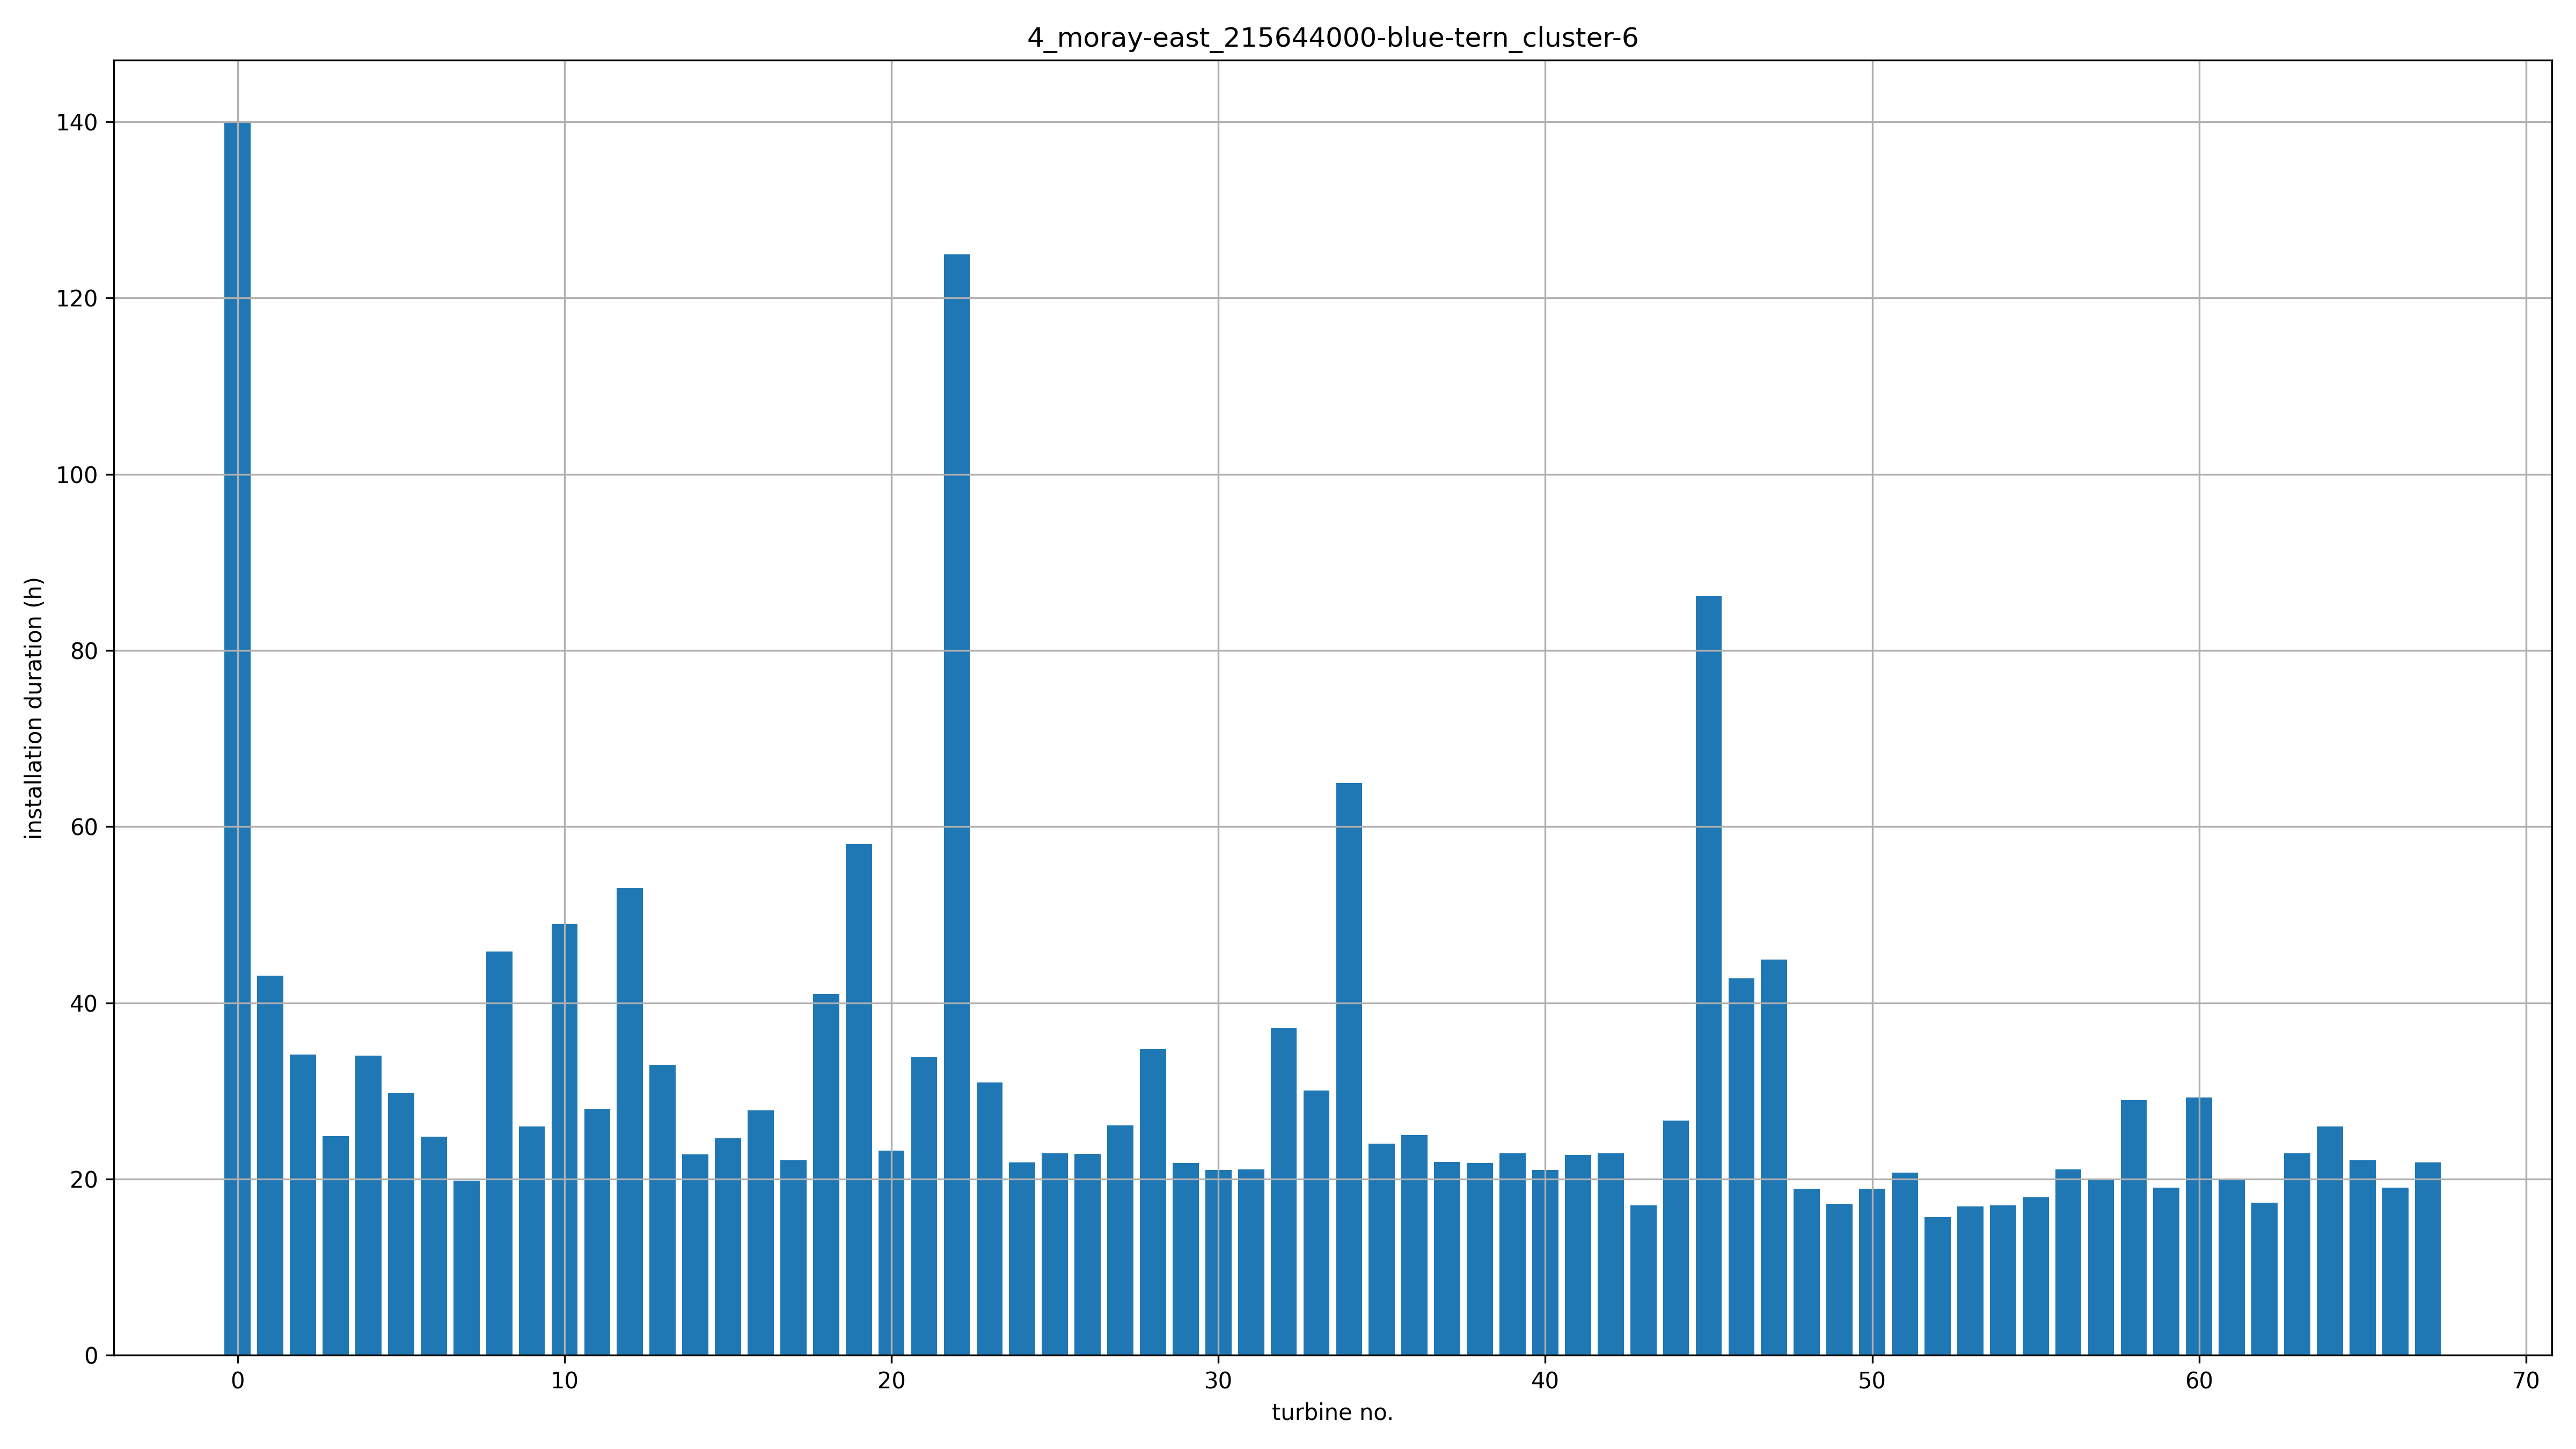 4_moray-east_215644000-blue-tern_cluster-6
installation duration (h)
140
120
100
80
60
40
20
0
0 10 20 30 40 50 60 70
turbine no.